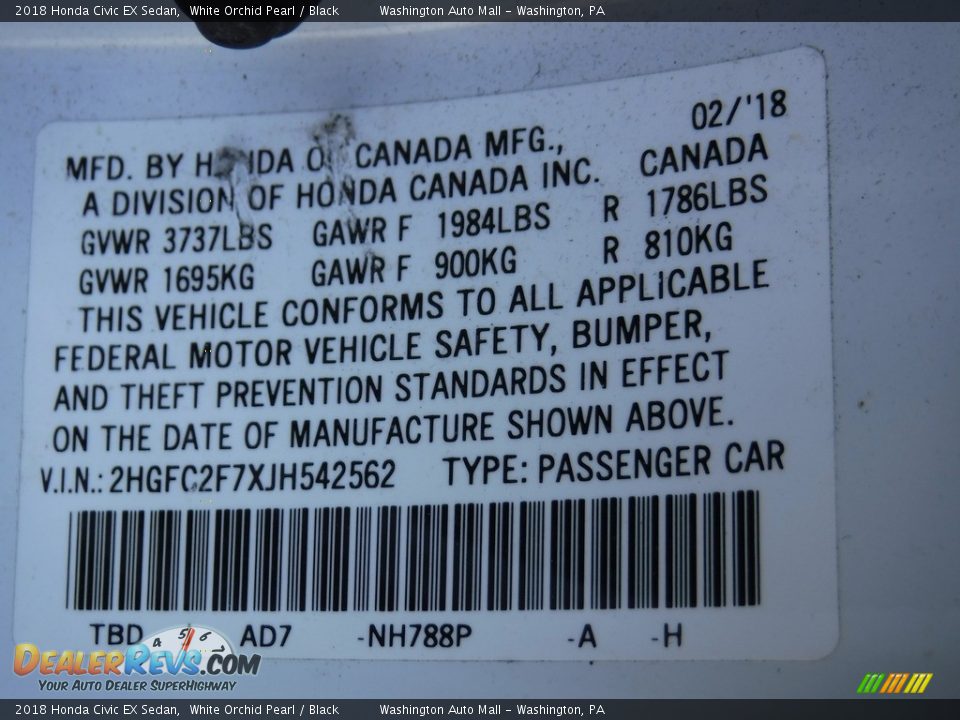 2018 Honda Civic EX Sedan, White Orchid Pearl / Black Washington Auto Mall – Washington, PA
02/'18
MFD. BY CANADA MFG.,
A DIVISION OF HONDA CANADA INC. CANADA
GVWR 3737LBS GAWR F 1984LBS R 1786LBS
GVWR 1695KG GAWR F 900KG R 810KG
THIS VEHICLE CONFORMS TO ALL APPLICABLE
FEDERAL MOTOR VEHICLE SAFETY, BUMPER,
AND THEFT PREVENTION STANDARDS IN EFFECT
ON THE DATE OF MANUFACTURE SHOWN ABOVE.
V.I.N.: 2HGFC2F7XJH542562 TYPE: PASSENGER CAR
TBD AD7 -NH788P -A -H
4 5 6
DEALERREVS.COM
YOUR AUTO DEALER SUPERHIGHWAY
2018 Honda Civic EX Sedan, White Orchid Pearl / Black Washington Auto Mall – Washington, PA